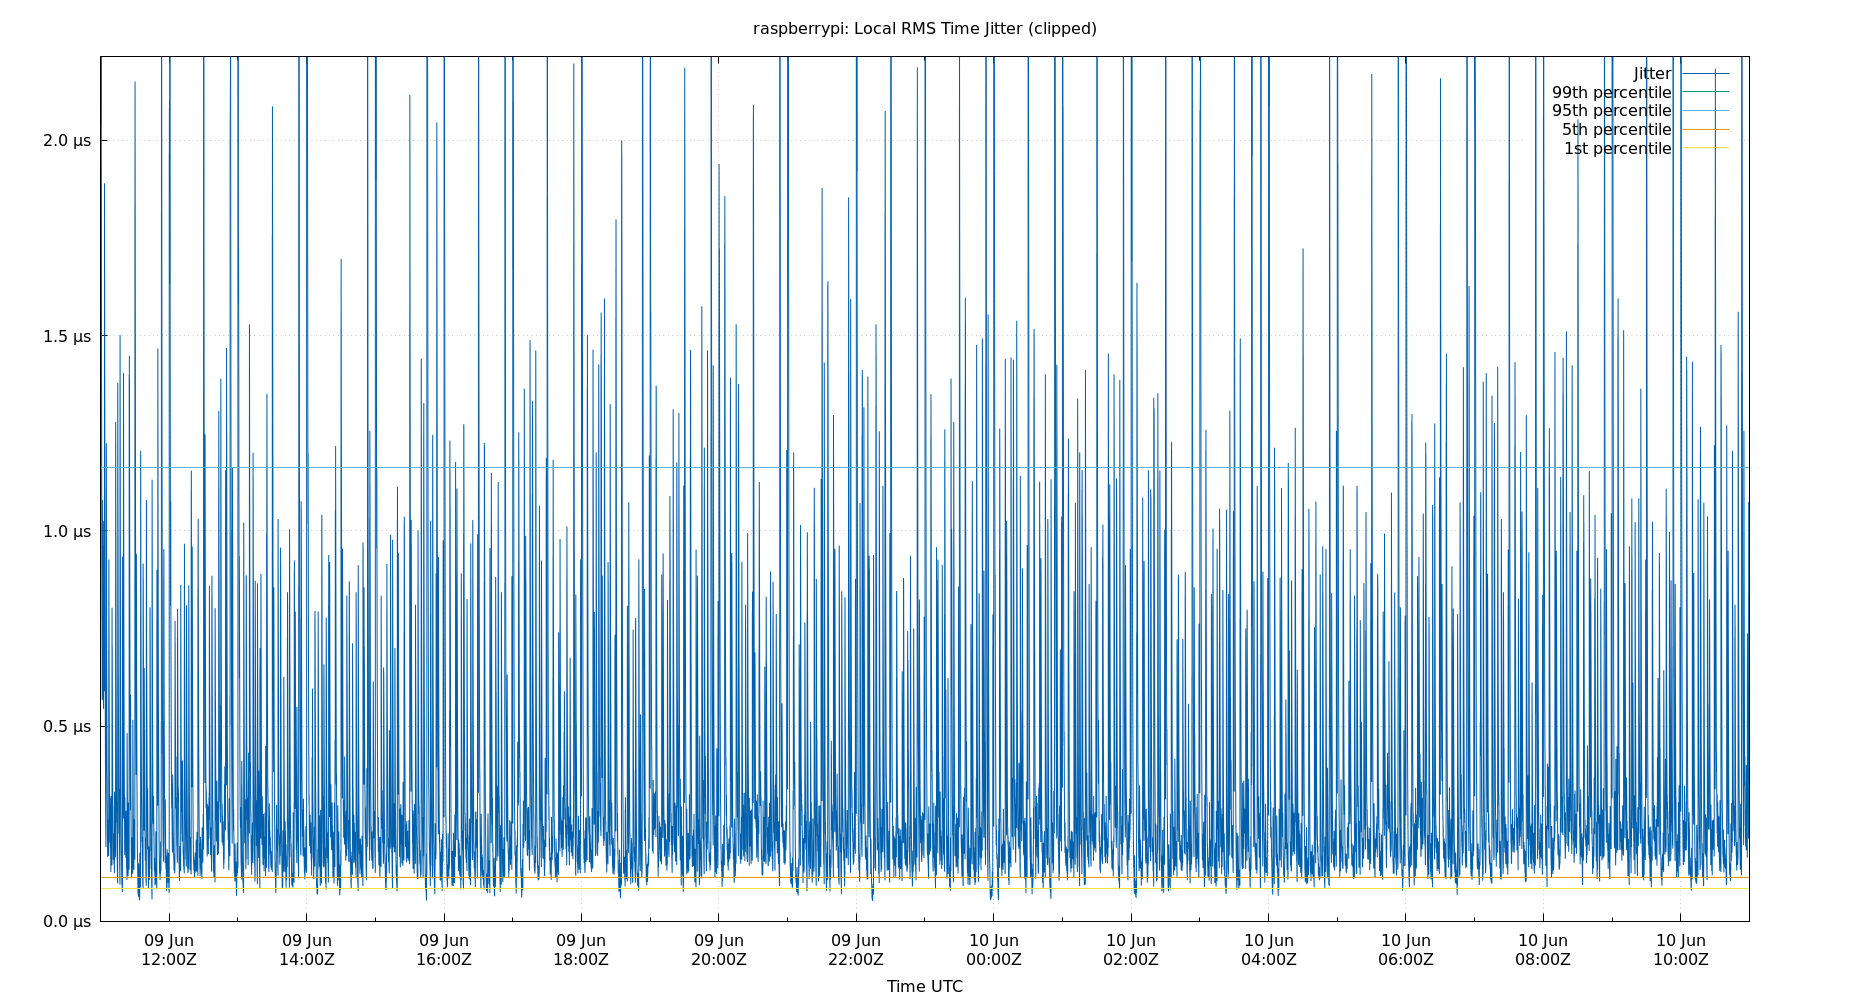 raspberrypi: Local RMS Time Jitter (clipped)
Jitter
99th percentile
95th percentile
5th percentile
1st percentile
2.0 µs
1.5 µs
1.0 µs
0.5 µs
0.0 µs
09 Jun 09 Jun 09 Jun 09 Jun 09 Jun 09 Jun 10 Jun 10 Jun 10 Jun 10 Jun 10 Jun 10 Jun
12:00Z 14:00Z 16:00Z 18:00Z 20:00Z 22:00Z 00:00Z 02:00Z 04:00Z 06:00Z 08:00Z 10:00Z
Time UTC